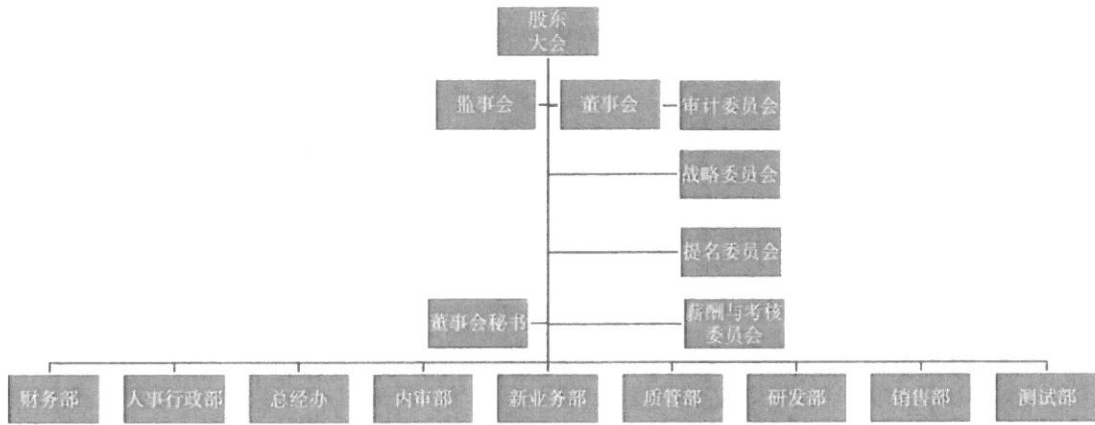 股东
大会
监事会
董事会
审计委员会
战略委员会
提名委员会
董事会秘书
薪酬与考核
委员会
财务部
人事行政部
总经办
内审部
新业务部
质管部
研发部
销售部
测试部